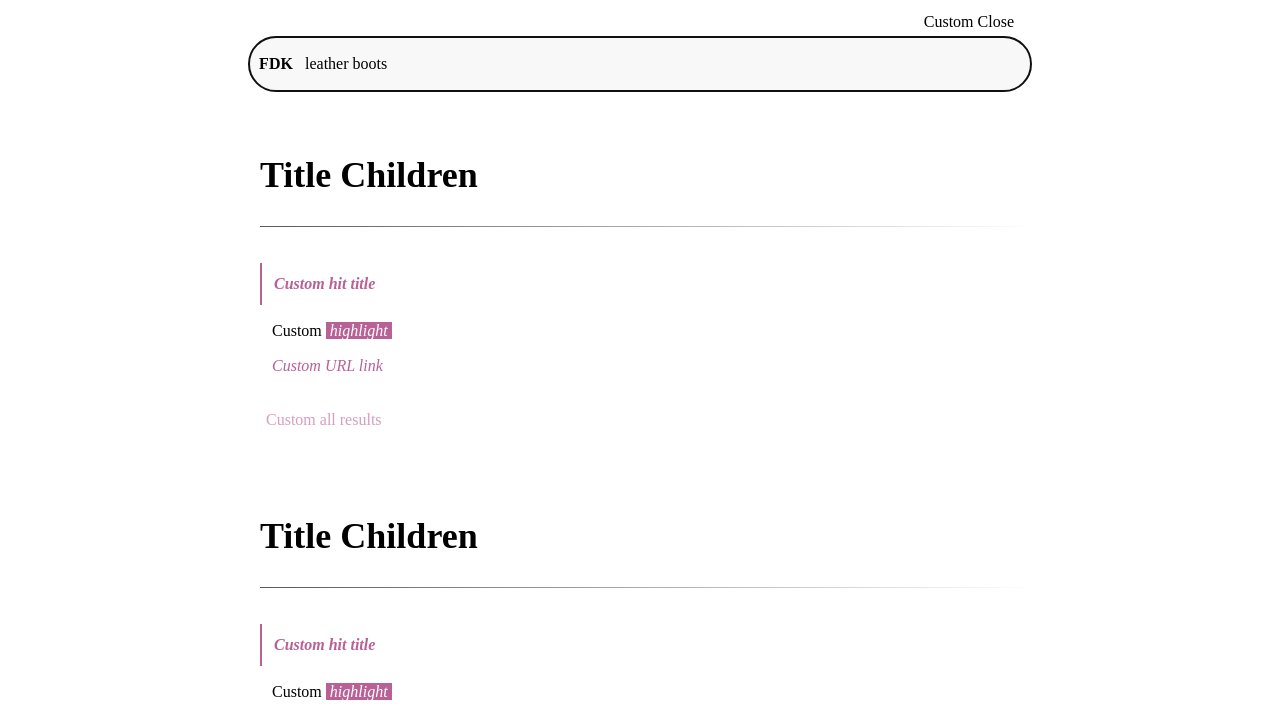 Custom Close
FDK leather boots
Title Children
Custom hit title
Custom highlight
Custom URL link
Custom all results
Title Children
Custom hit title
Custom highlight